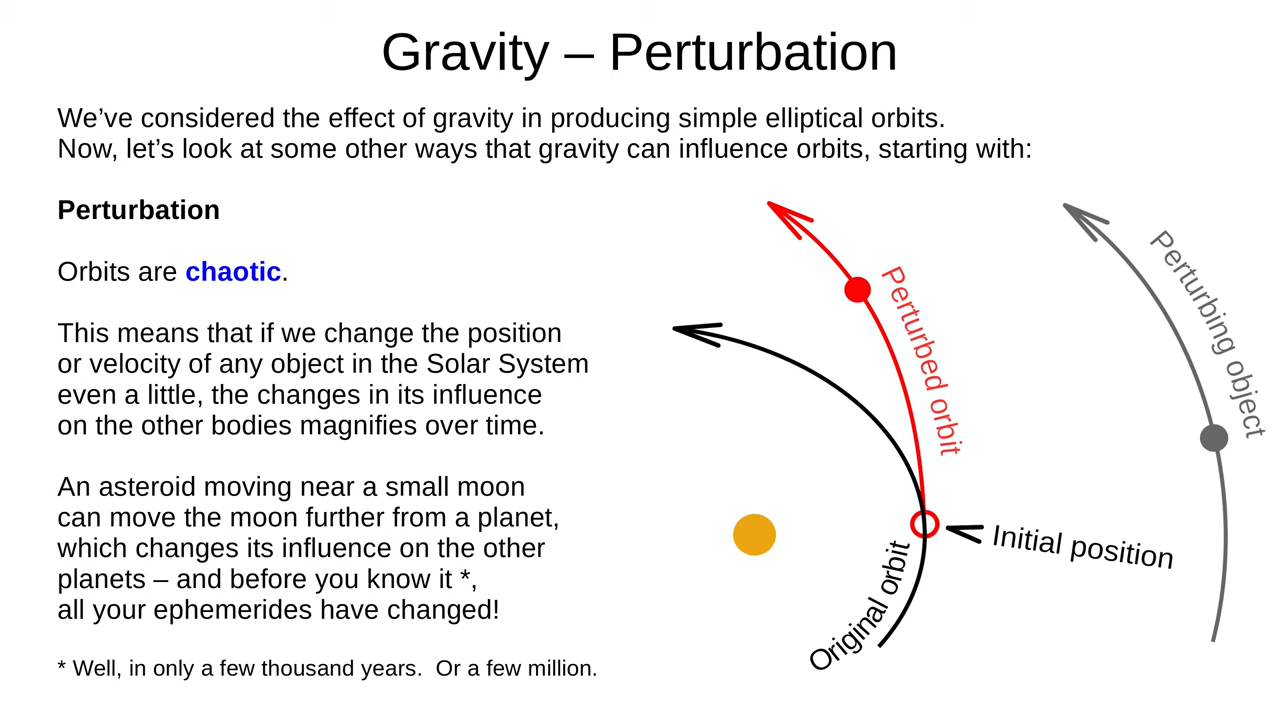 Gravity – Perturbation
We’ve considered the effect of gravity in producing simple elliptical orbits.
Now, let’s look at some other ways that gravity can influence orbits, starting with:
Perturbation
Orbits are chaotic.
This means that if we change the position
or velocity of any object in the Solar System
even a little, the changes in its influence
on the other bodies magnifies over time.
An asteroid moving near a small moon
can move the moon further from a planet,
which changes its influence on the other
planets – and before you know it *,
all your ephemerides have changed!
* Well, in only a few thousand years.  Or a few million.
Perturbed orbit
Perturbing object
Initial position
Original orbit